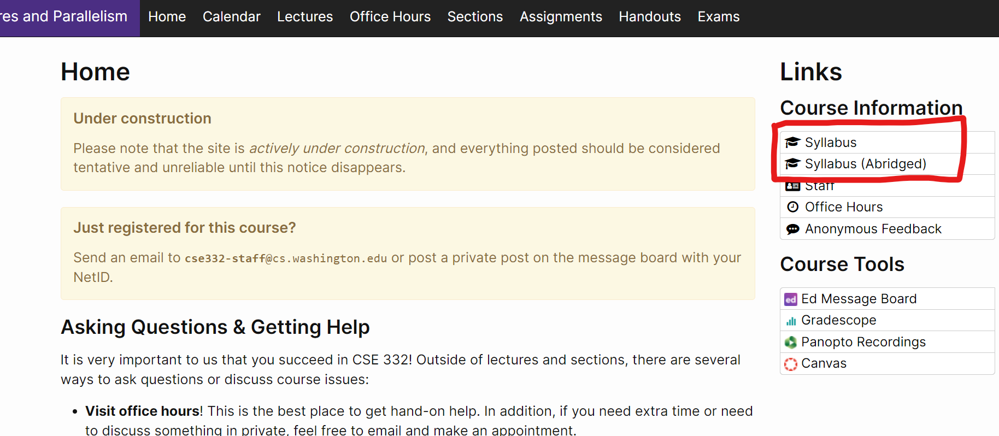 res and Parallelism Home Calendar Lectures Office Hours Sections Assignments Handouts Exams
Home
Under construction
Please note that the site is actively under construction, and everything posted should be considered
tentative and unreliable until this notice disappears.
Just registered for this course?
Send an email to cse332-staff@cs.washington.edu or post a private post on the message board with your
NetID.
Asking Questions & Getting Help
It is very important to us that you succeed in CSE 332! Outside of lectures and sections, there are several
ways to ask questions or discuss course issues:
• Visit office hours! This is the best place to get hand-on help. In addition, if you need extra time or need
to discuss something in private, feel free to email and make an appointment.
Links
Course Information
Syllabus
Syllabus (Abridged)
Staff
Office Hours
Anonymous Feedback
Course Tools
ed Ed Message Board
Gradescope
Panopto Recordings
Canvas